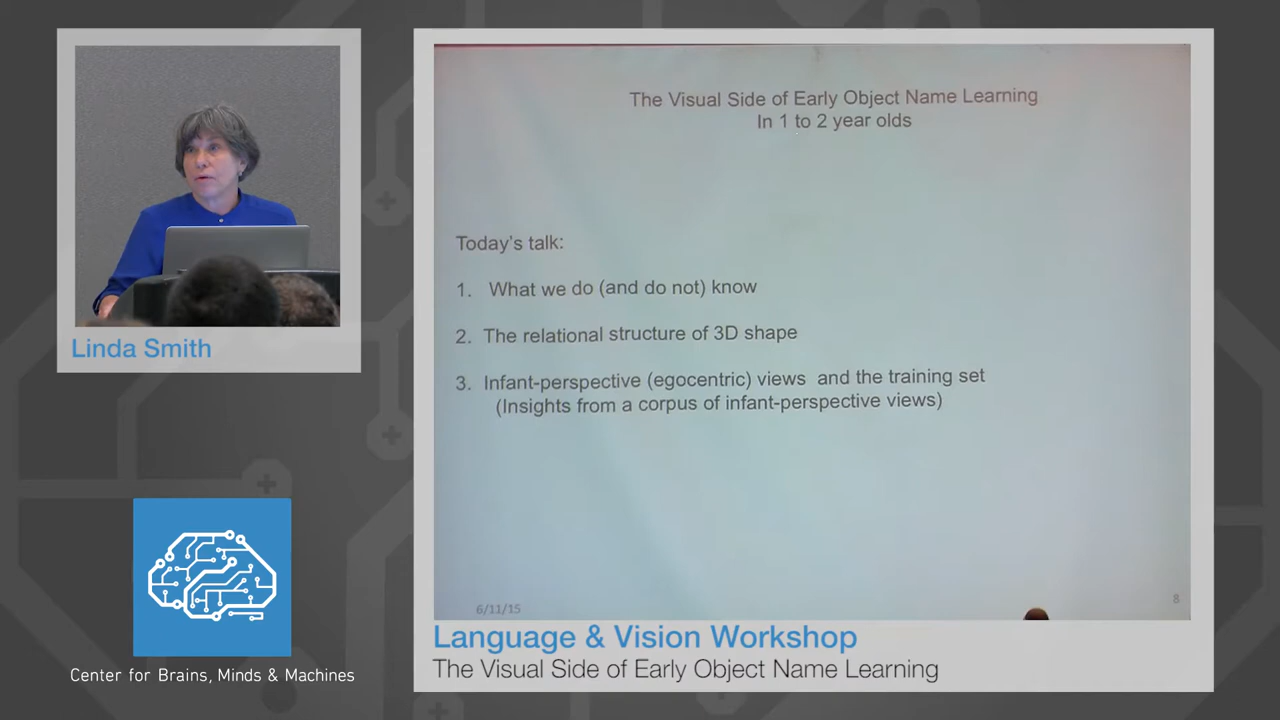 The Visual Side of Early Object Name Learning
In 1 to 2 year olds
Today's talk:
1. What we do (and do not) know
2. The relational structure of 3D shape
3. Infant-perspective (egocentric) views and the training set
(Insights from a corpus of infant-perspective views)
6/11/15
8
Linda Smith
Center for Brains, Minds & Machines
Language & Vision Workshop
The Visual Side of Early Object Name Learning